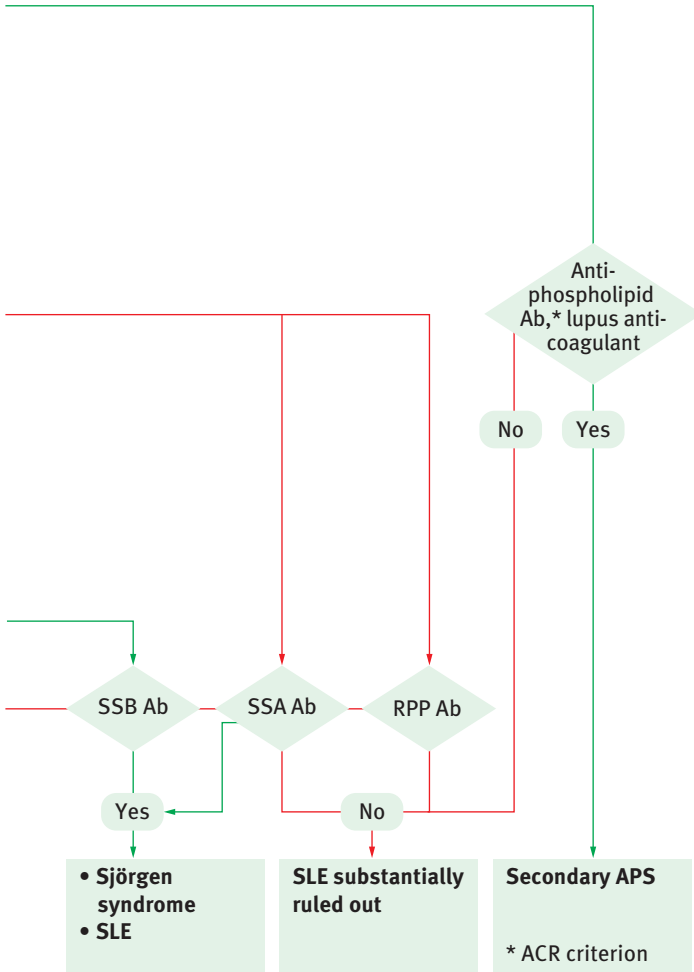 Anti-
phospholipid
Ab,* lupus anti-
coagulant
No
Yes
SSB Ab
SSA Ab
RPP Ab
Yes
No
• Sjörgen
syndrome
• SLE
SLE substantially
ruled out
Secondary APS
* ACR criterion